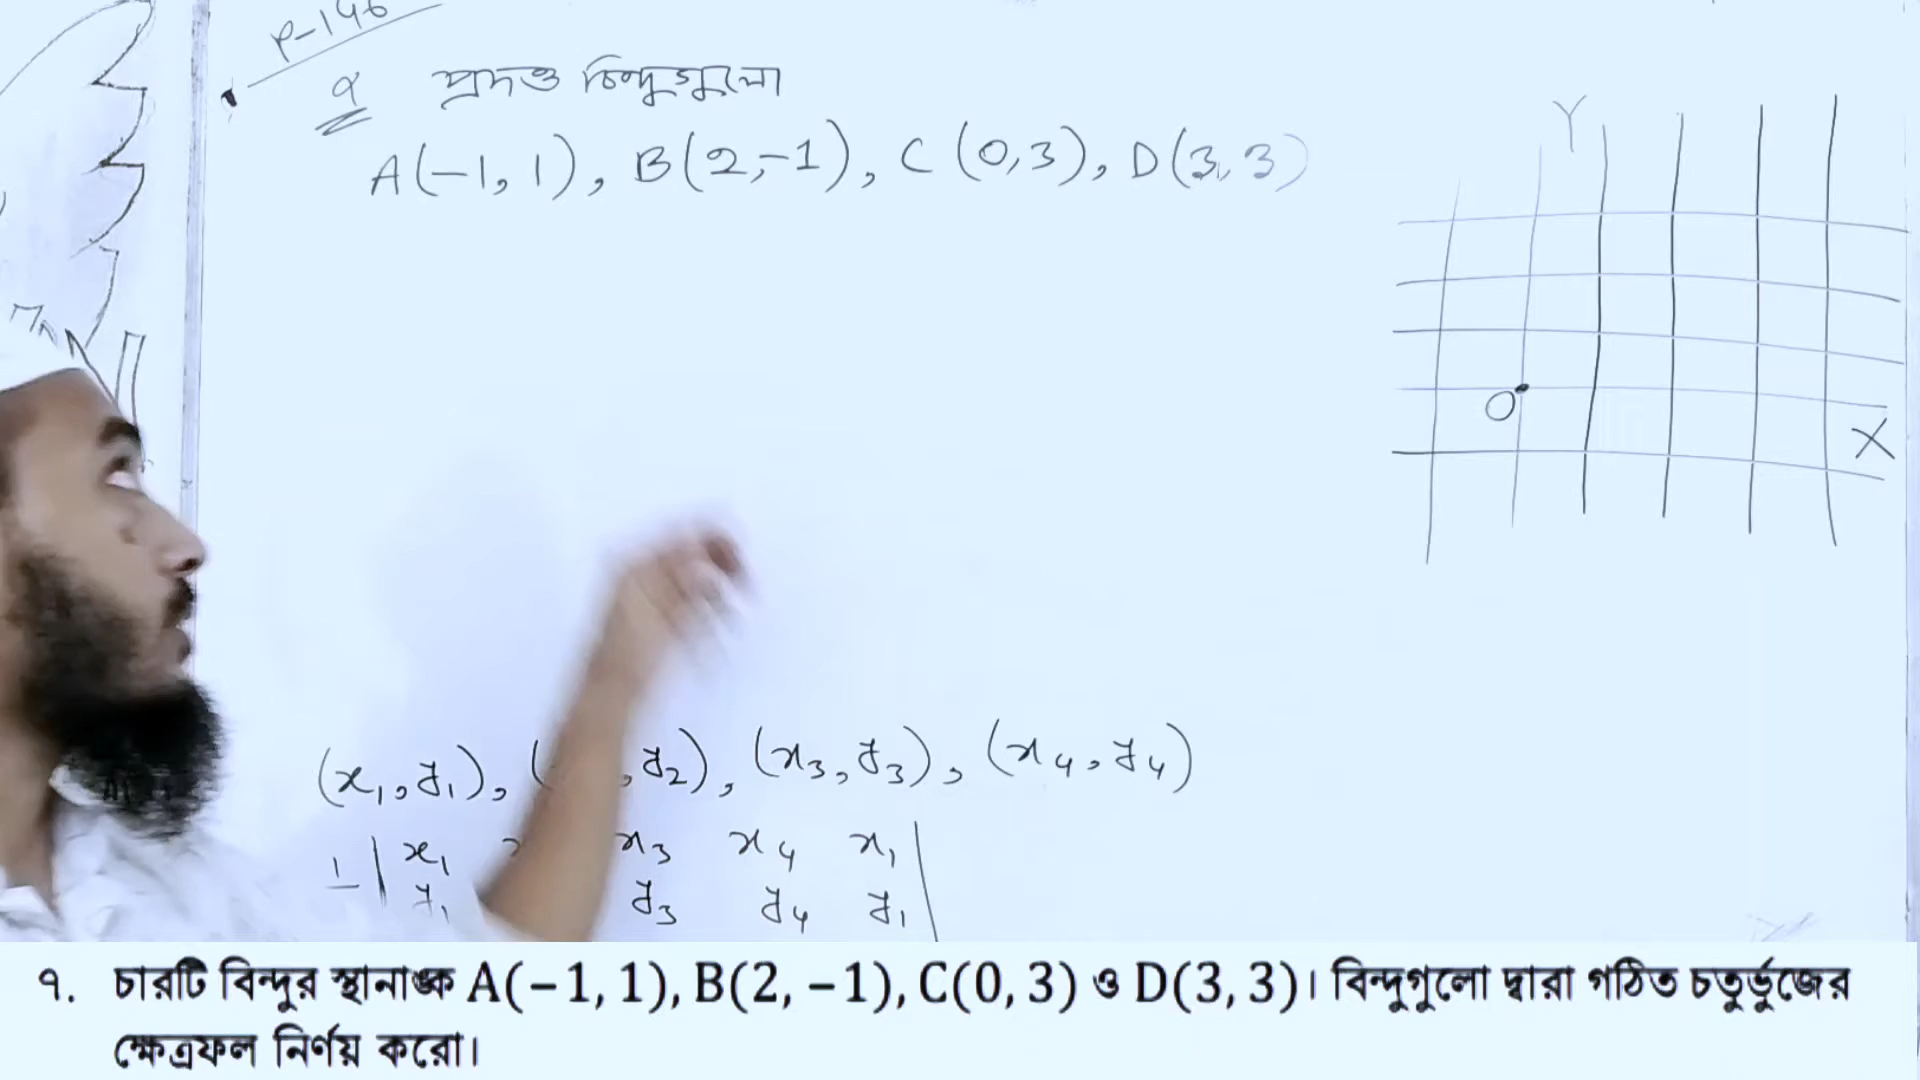 P-146
৭ প্রদত্ত বিন্দুগুলো
A(-1, 1), B(2,-1), C(0,3), D(3,3)
Y
O
X
(x₁,y₁), ( ,y₂), (x₃,y₃), (x₄,y₄)
x₁ x₃ x₄ x₁
y₁ y₃ y₄ y₁
৭. চারটি বিন্দুর স্থানাঙ্ক A(−1, 1), B(2, −1), C(0, 3) ও D(3, 3)। বিন্দুগুলো দ্বারা গঠিত চতুর্ভুজের
ক্ষেত্রফল নির্ণয় করো।